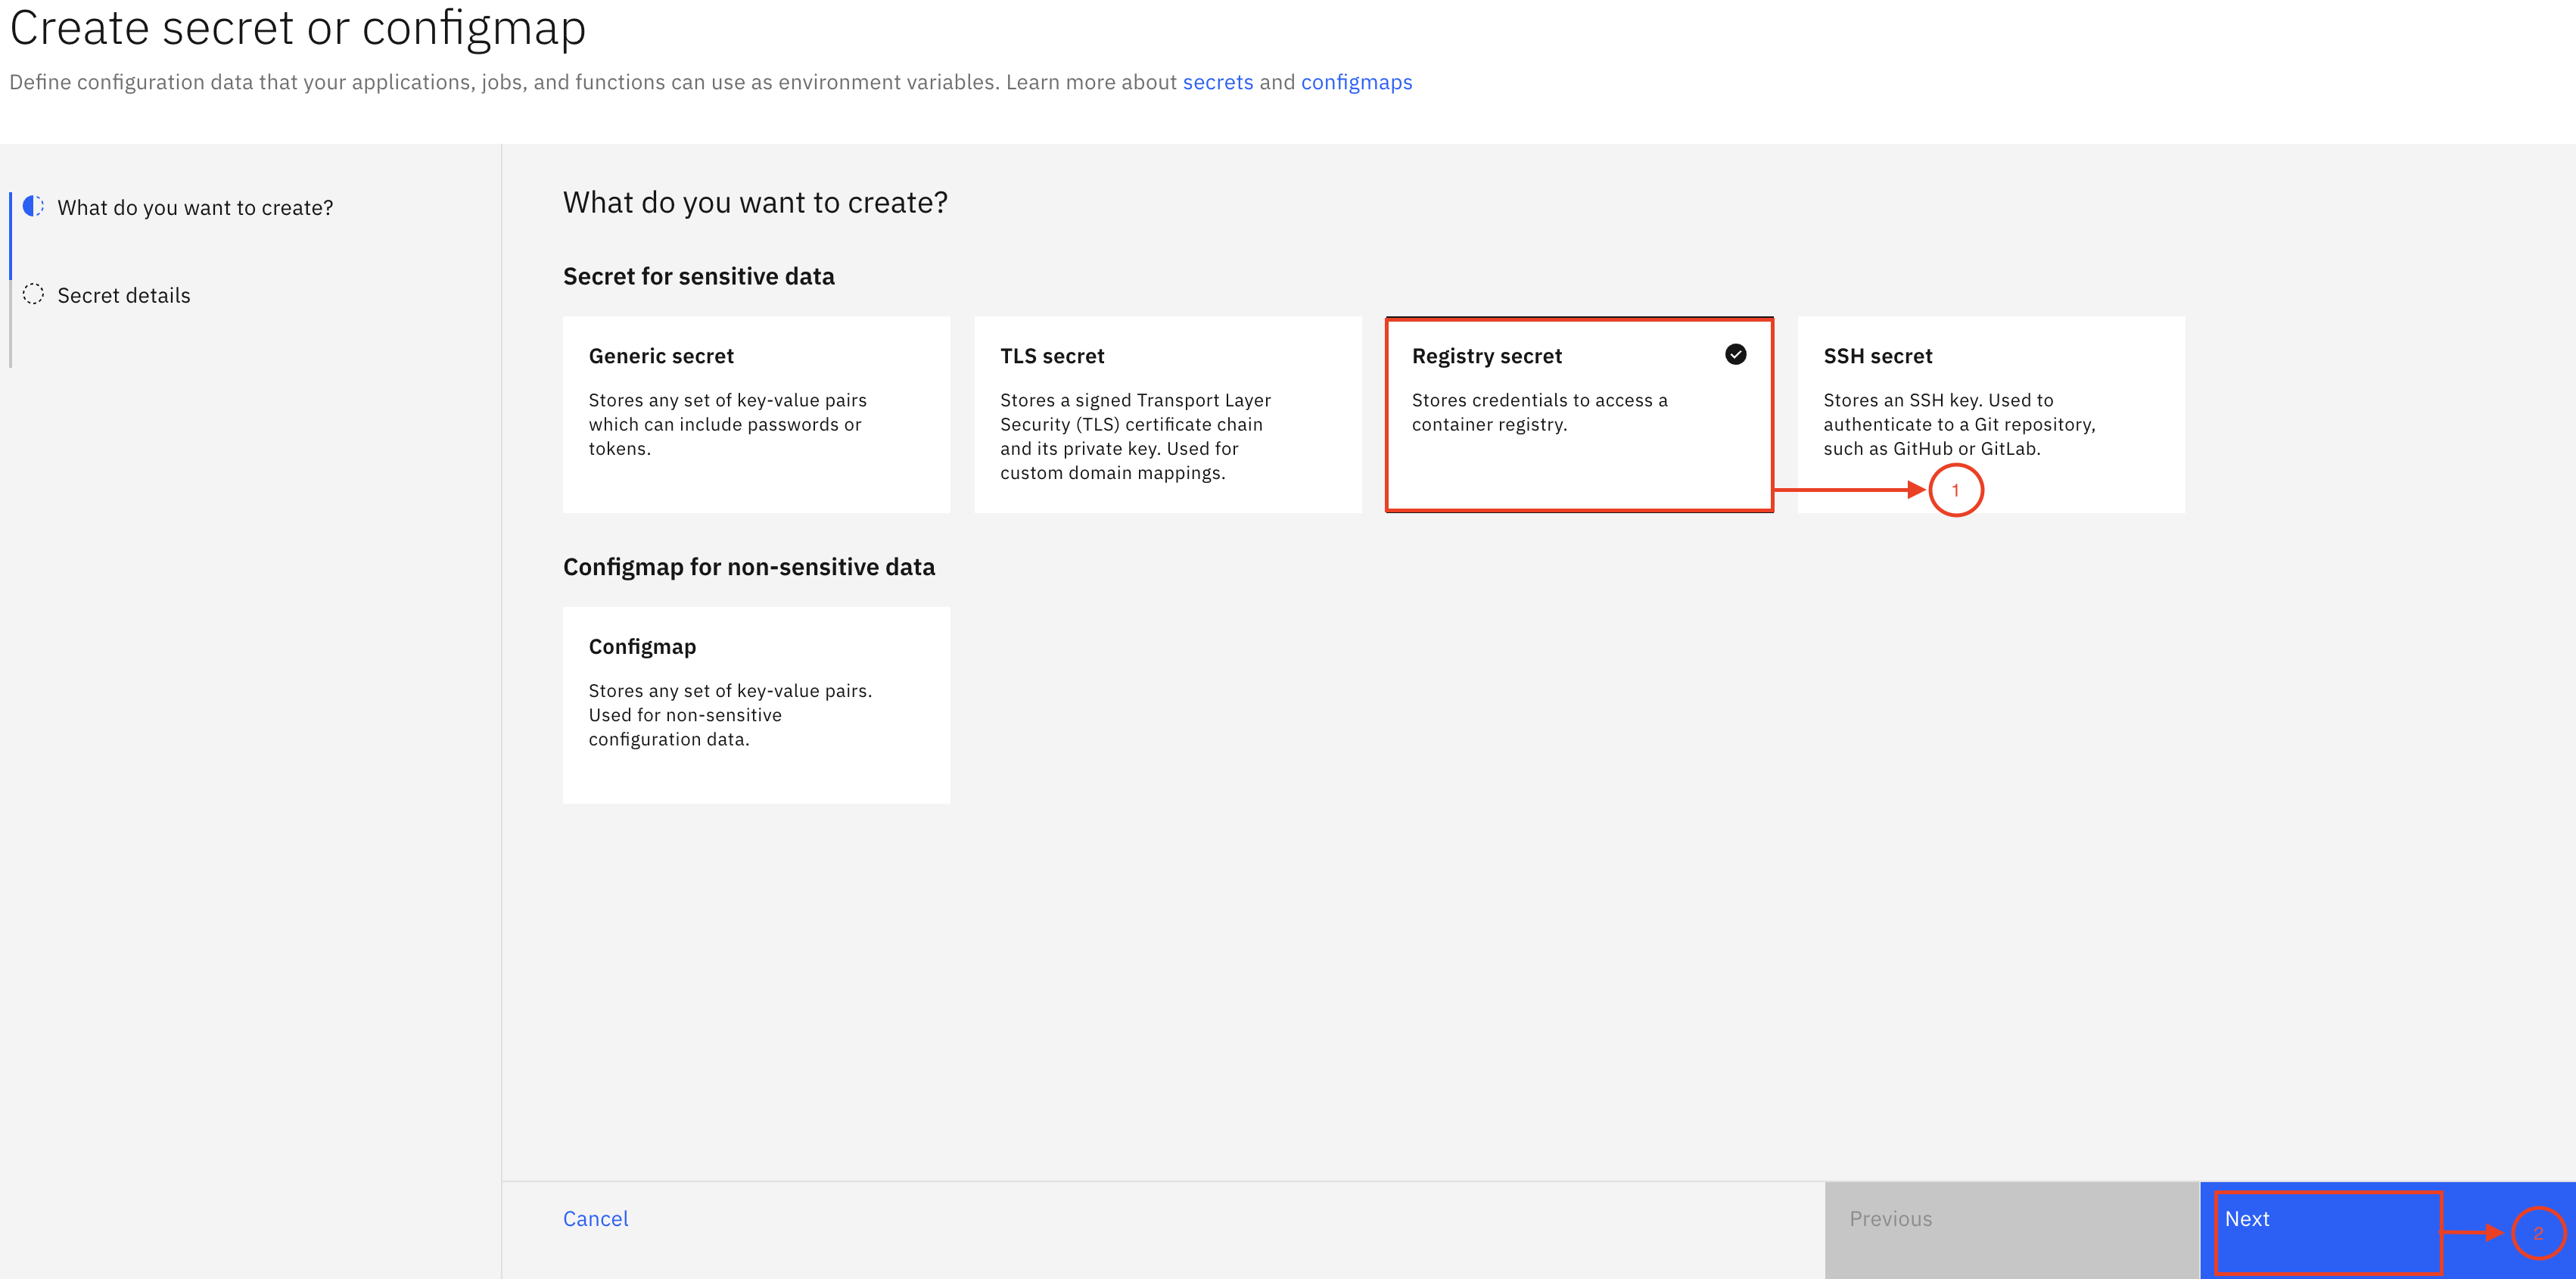 Create secret or configmap
Define configuration data that your applications, jobs, and functions can use as environment variables. Learn more about secrets and configmaps
What do you want to create?
Secret details
What do you want to create?
Secret for sensitive data
Generic secret
Stores any set of key-value pairs
which can include passwords or
tokens.
TLS secret
Stores a signed Transport Layer
Security (TLS) certificate chain
and its private key. Used for
custom domain mappings.
Registry secret
Stores credentials to access a
container registry.
SSH secret
Stores an SSH key. Used to
authenticate to a Git repository,
such as GitHub or GitLab.
1
Configmap for non-sensitive data
Configmap
Stores any set of key-value pairs.
Used for non-sensitive
configuration data.
Cancel
Previous
Next
2